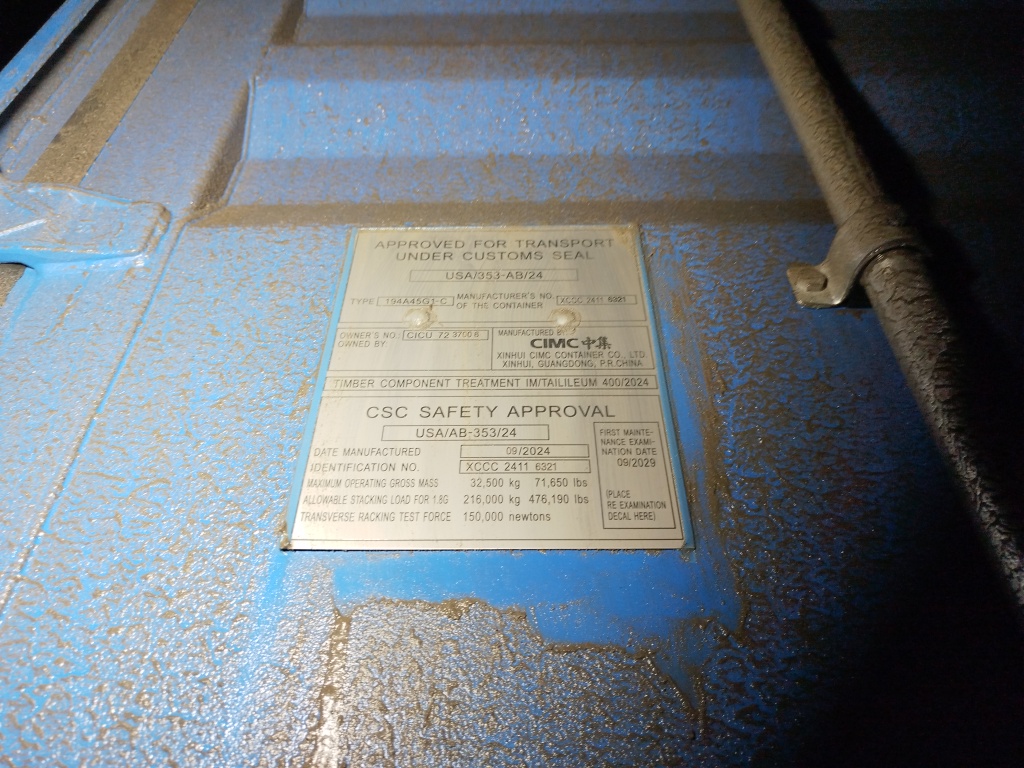 APPROVED FOR TRANSPORT
UNDER CUSTOMS SEAL
USA/353-AB/24
TYPE 194A45G1-C MANUFACTURER'S NO. OF THE CONTAINER XCCC 2411 6321
OWNER'S NO. CICU 72 3700 6
OWNED BY
MANUFACTURED BY
CIMC 中集
XINHUI CIMC CONTAINER CO., LTD.
XINHUI, GUANGDONG, P.R.CHINA
TIMBER COMPONENT TREATMENT IM/TAILILEUM 400/2024
CSC SAFETY APPROVAL
USA/AB-353/24
DATE MANUFACTURED 09/2024
IDENTIFICATION NO. XCCC 2411 6321
MAXIMUM OPERATING GROSS MASS 32,500 kg 71,650 lbs
ALLOWABLE STACKING LOAD FOR 1.8G 216,000 kg 476,190 lbs
TRANSVERSE RACKING TEST FORCE 150,000 newtons
FIRST MAINTE-
NANCE EXAMI-
NATION DATE
09/2029
(PLACE
RE EXAMINATION
DECAL HERE)